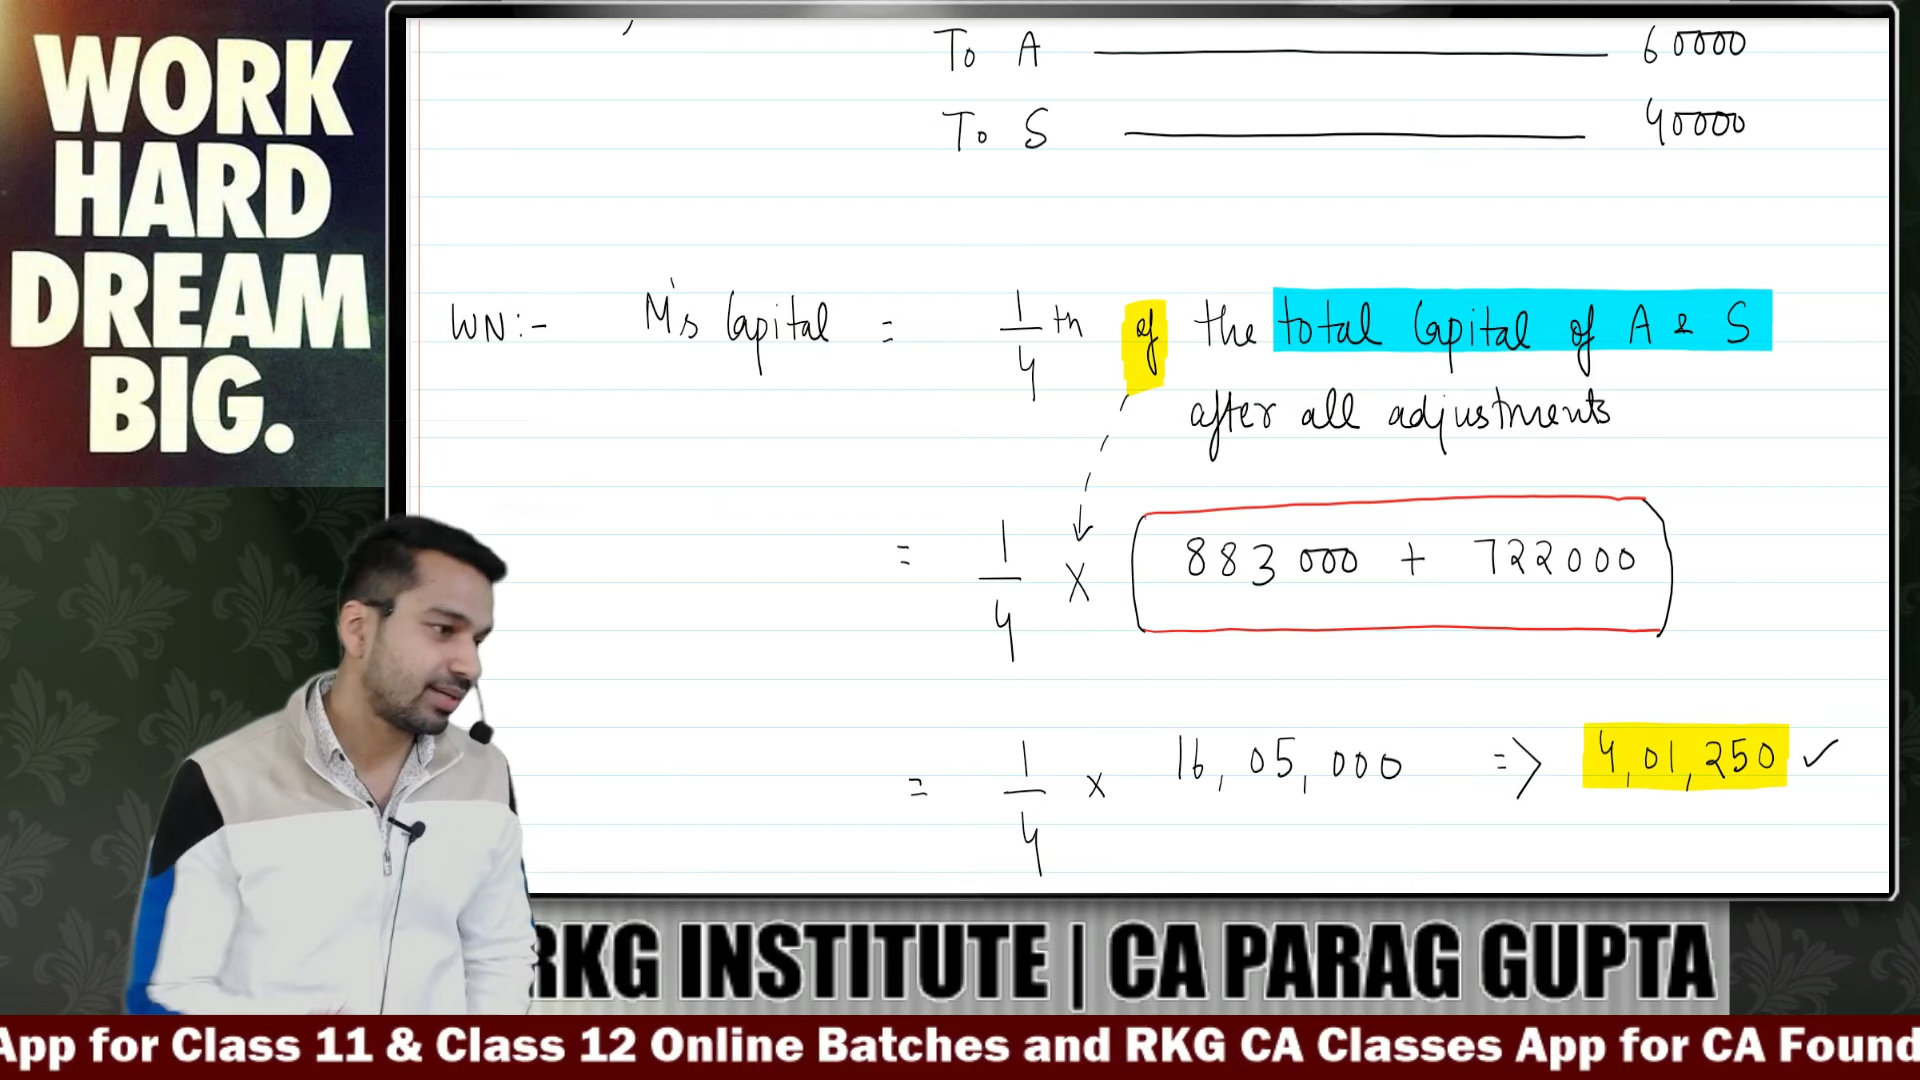 WORK
HARD
DREAM
BIG.
To A 60000
To S 40000
WN:- M's Capital = 1/4 th of the total Capital of A & S
after all adjustments
= 1/4 × (883000 + 722000)
= 1/4 × 16,05,000 => 4,01,250 ✓
RKG INSTITUTE | CA PARAG GUPTA
App for Class 11 & Class 12 Online Batches and RKG CA Classes App for CA Found